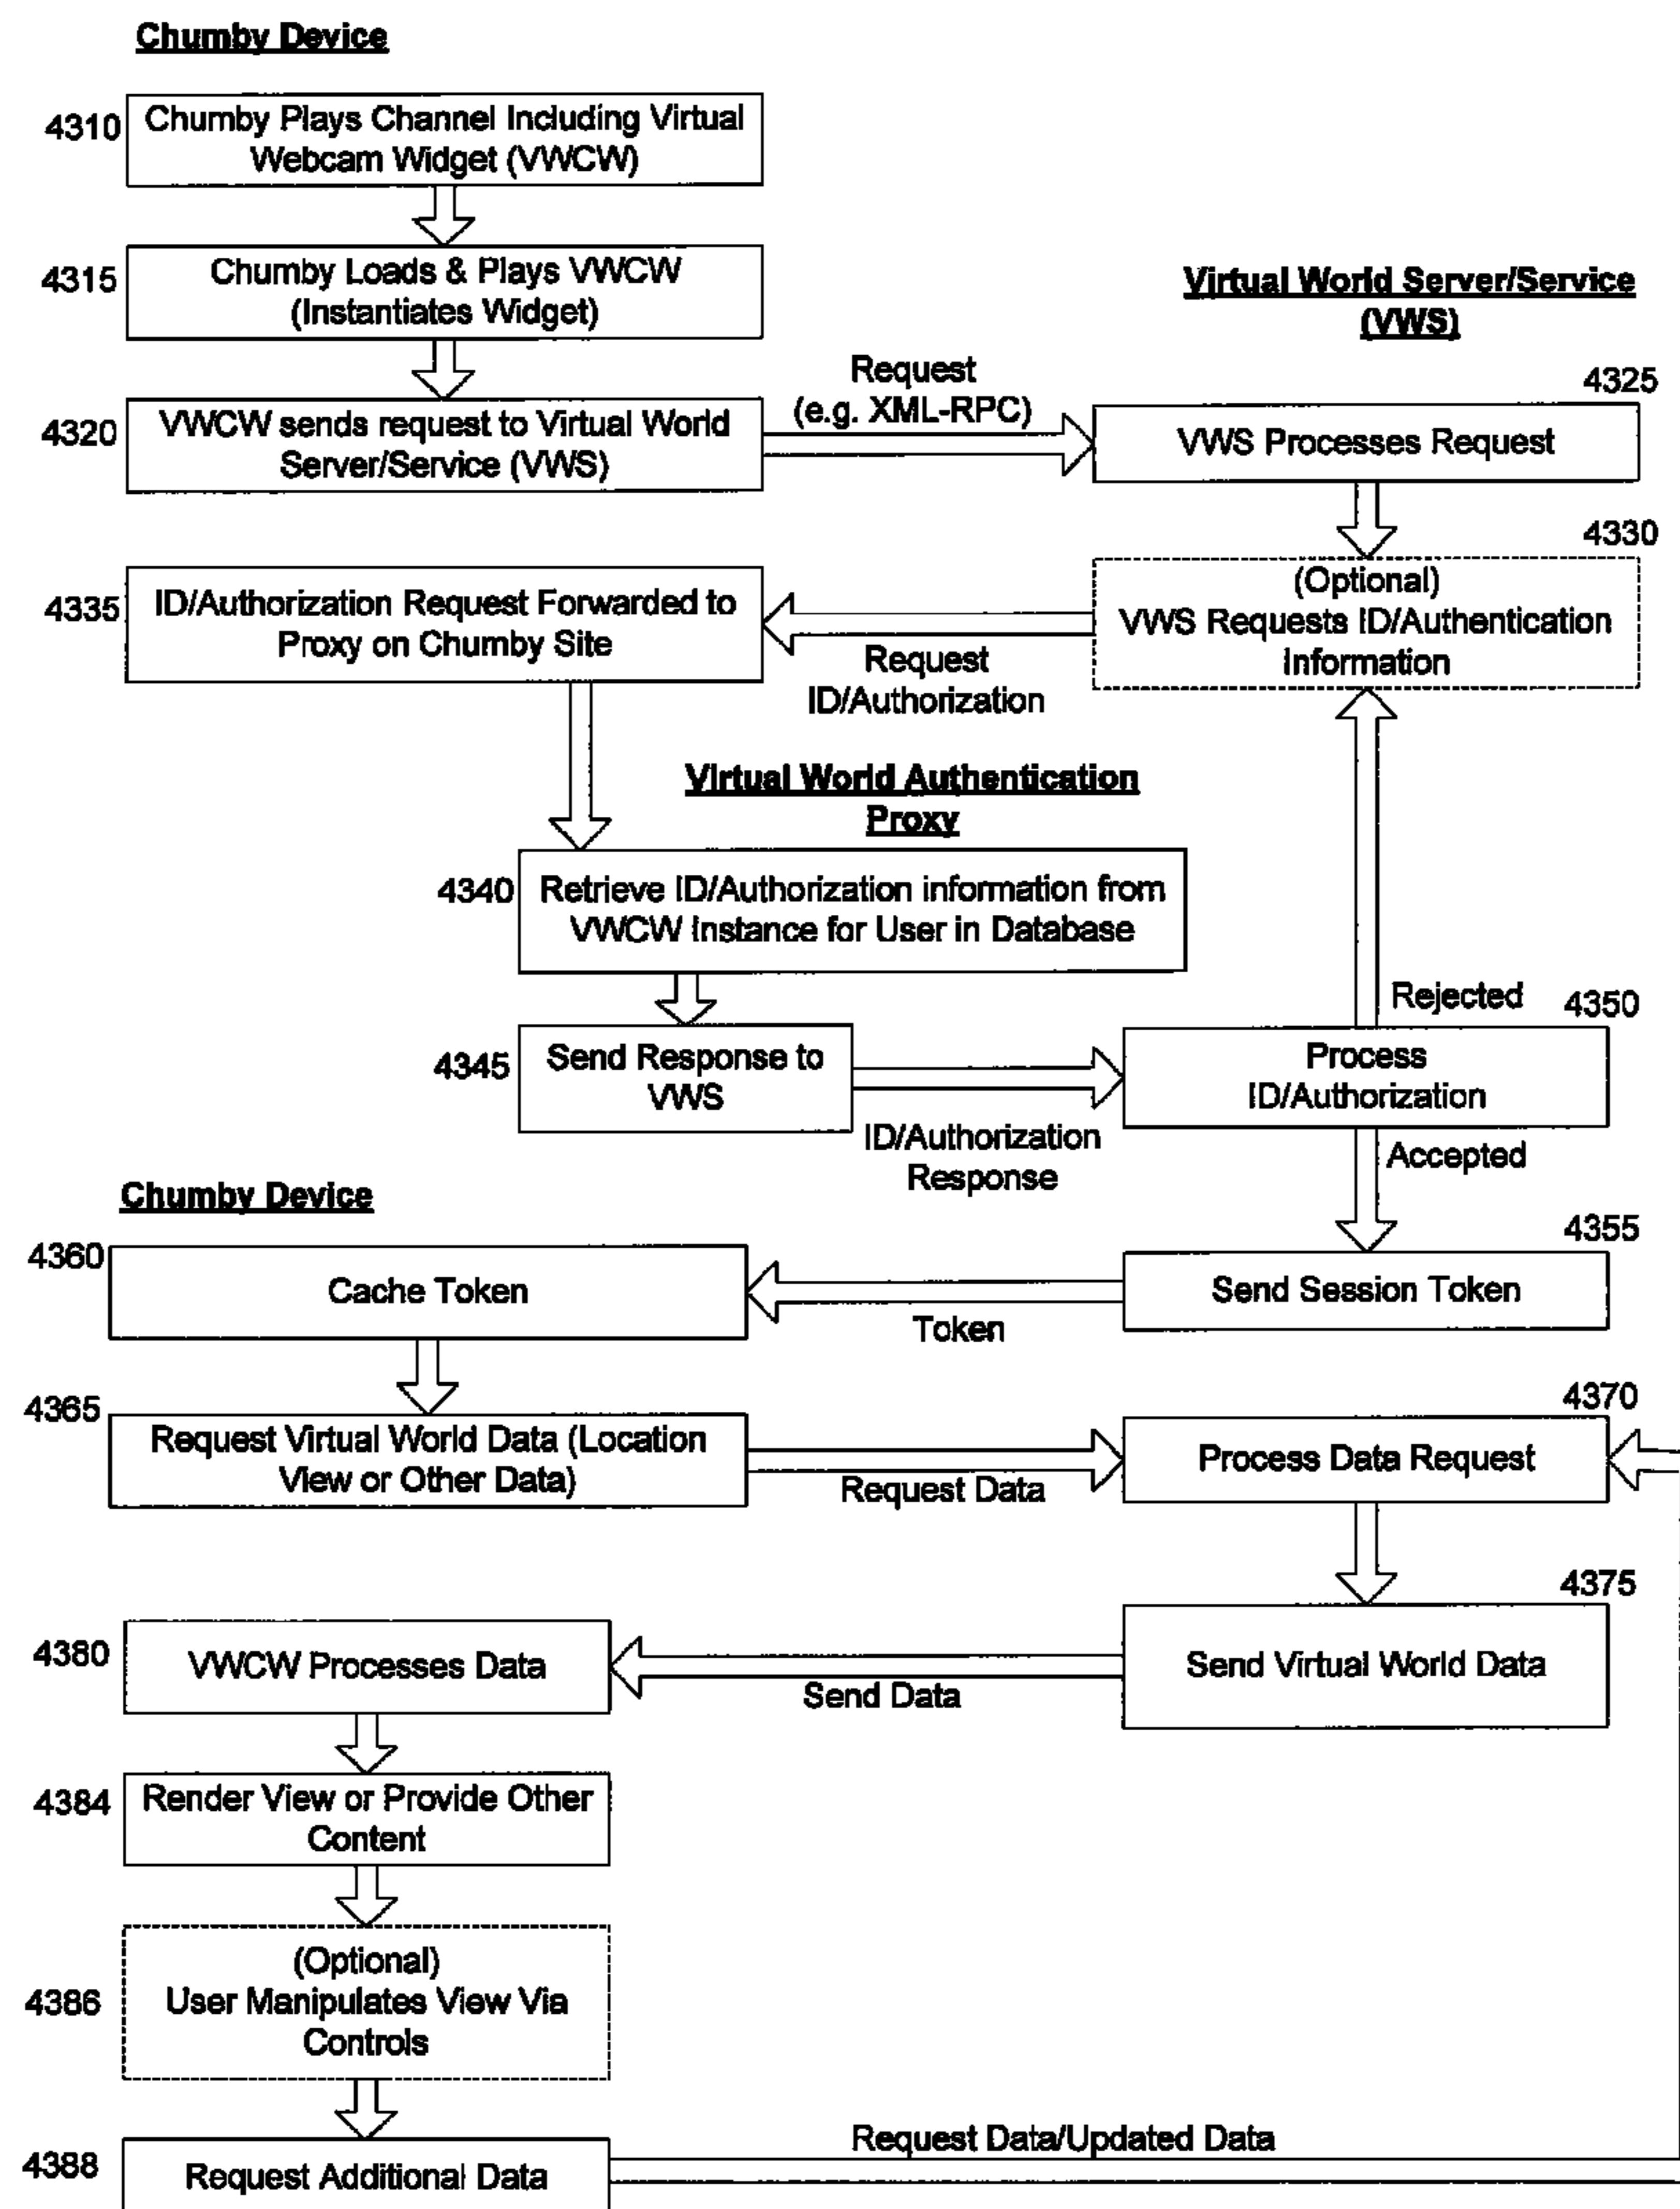 Chumby Device
4310
Chumby Plays Channel Including Virtual
Webcam Widget (VWCW)
4315
Chumby Loads & Plays VWCW
(Instantiates Widget)
Virtual World Server/Service
(VWS)
4320
VWCW sends request to Virtual World
Server/Service (VWS)
Request
(e.g. XML-RPC)
4325
VWS Processes Request
4330
(Optional)
VWS Requests ID/Authentication
Information
Request
ID/Authorization
4335
ID/Authorization Request Forwarded to
Proxy on Chumby Site
Virtual World Authentication
Proxy
4340
Retrieve ID/Authorization information from
VWCW Instance for User in Database
4345
Send Response to
VWS
ID/Authorization
Response
Rejected
4350
Process
ID/Authorization
Accepted
4355
Send Session Token
Token
Chumby Device
4360
Cache Token
4365
Request Virtual World Data (Location
View or Other Data)
Request Data
4370
Process Data Request
4375
Send Virtual World Data
Send Data
4380
VWCW Processes Data
4384
Render View or Provide Other
Content
4386
(Optional)
User Manipulates View Via
Controls
4388
Request Additional Data
Request Data/Updated Data